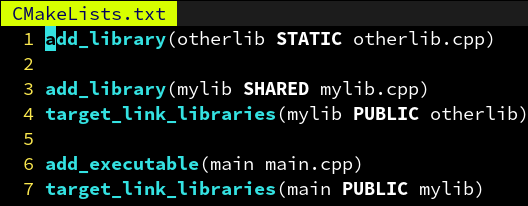 CMakeLists.txt
1 add_library(otherlib STATIC otherlib.cpp)
2
3 add_library(mylib SHARED mylib.cpp)
4 target_link_libraries(mylib PUBLIC otherlib)
5
6 add_executable(main main.cpp)
7 target_link_libraries(main PUBLIC mylib)